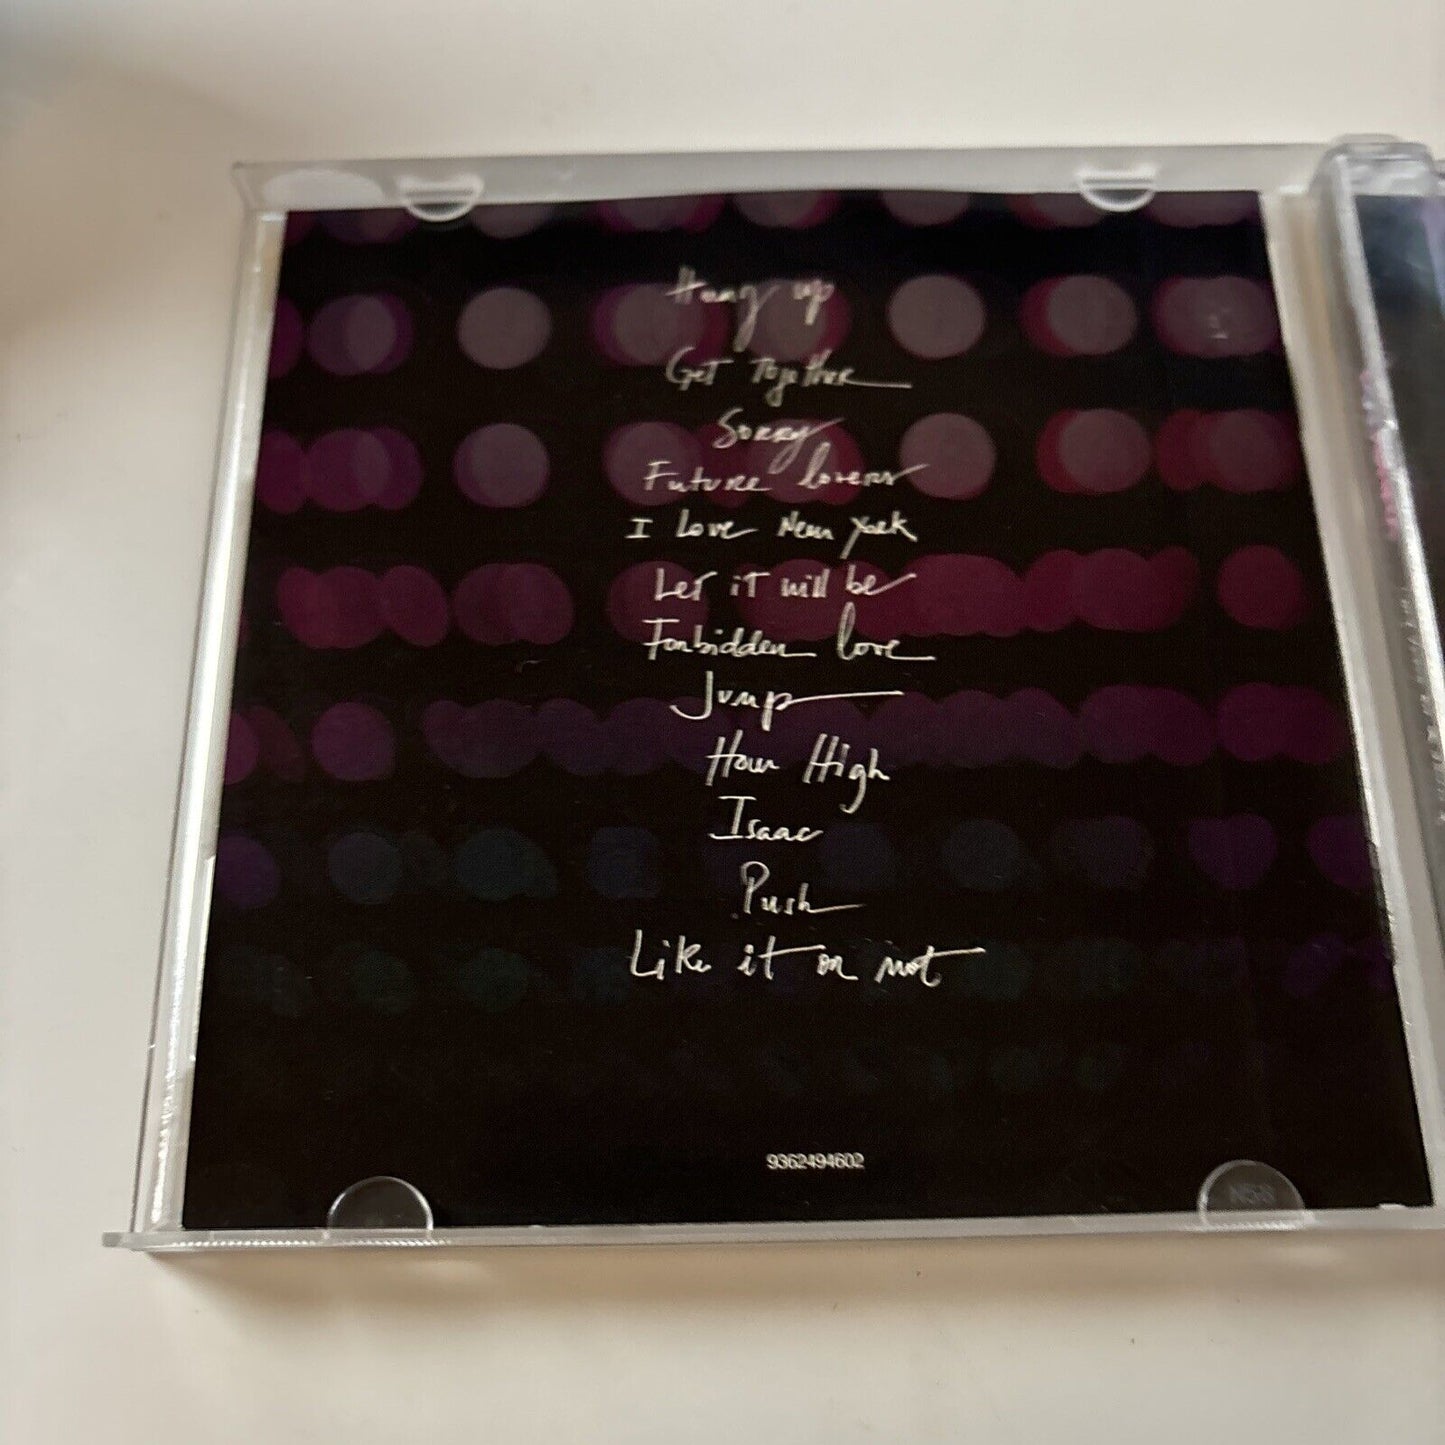 Hung up
Get Together
Sorry
Future lovers
I Love New York
Let it will be
Forbidden love
Jump
How High
Isaac
Push
Like it or not
9362494602